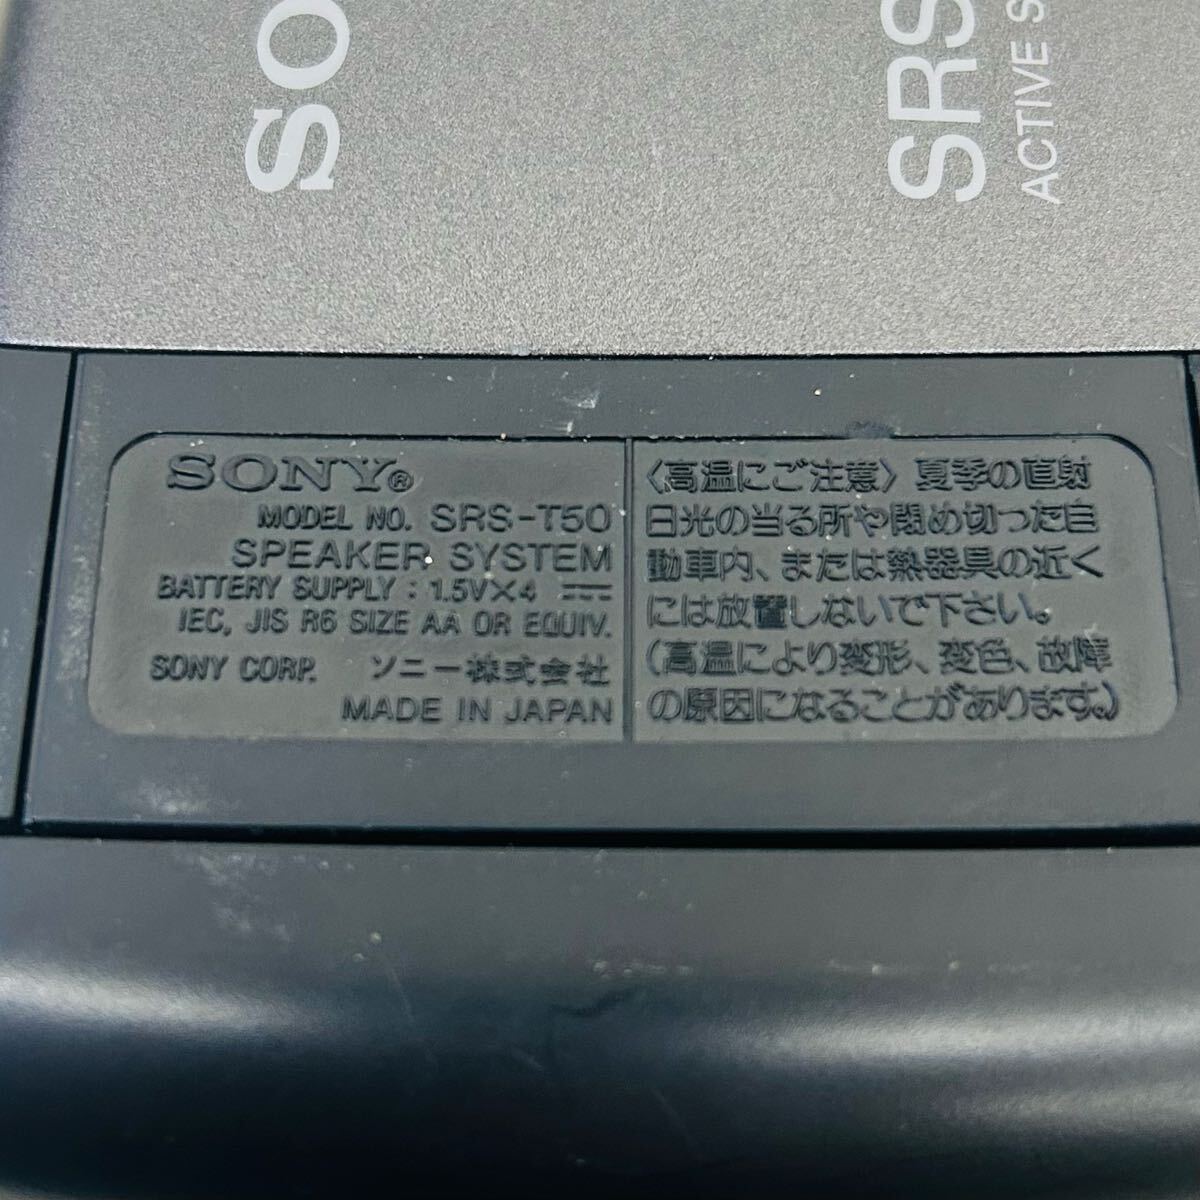 SO
SRS
ACTIVE S
SONY®
MODEL NO. SRS-T50
SPEAKER SYSTEM
BATTERY SUPPLY : 1.5V×4 ⎓
IEC, JIS R6 SIZE AA OR EQUIV.
SONY CORP. ソニー株式会社
MADE IN JAPAN
〈高温にご注意〉夏季の直射
日光の当る所や閉め切った自
動車内、または熱器具の近く
には放置しないで下さい。
(高温により変形、変色、故障
の原因になることがあります。)